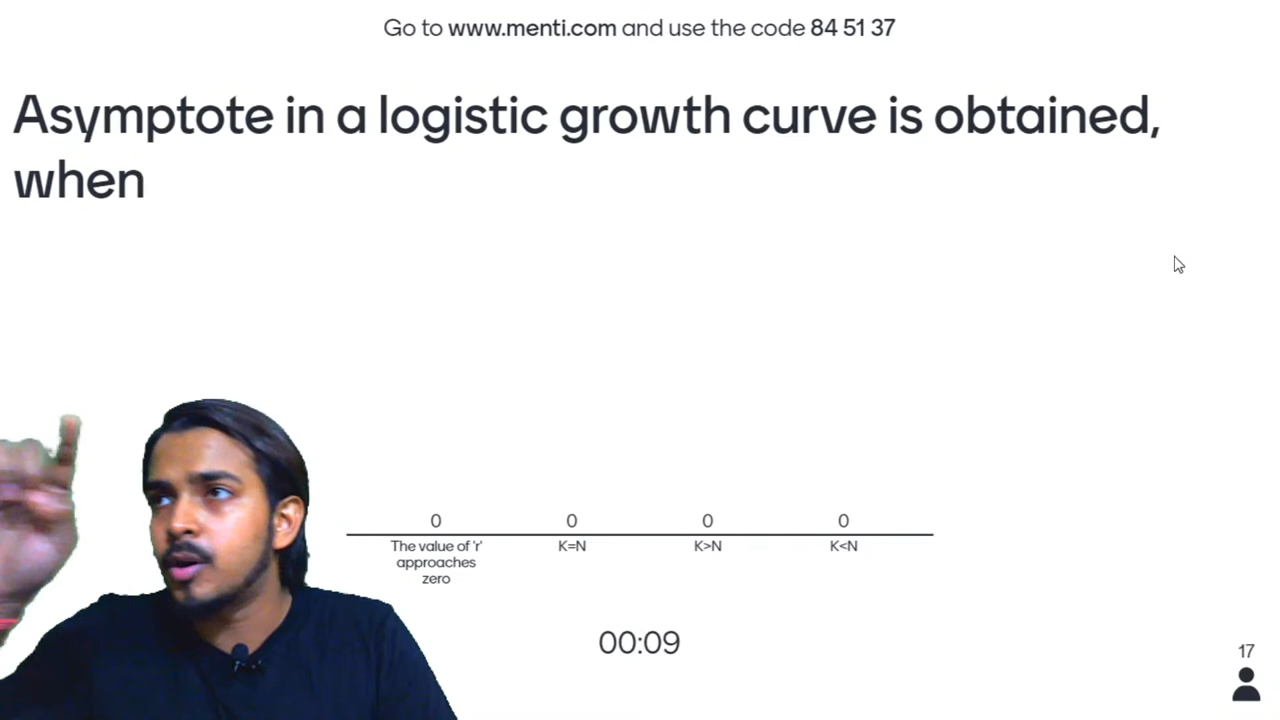 Go to www.menti.com and use the code 84 51 37
Asymptote in a logistic growth curve is obtained,
when
0 0 0 0
The value of 'r'
approaches
zero
K=N
K>N
K<N
00:09
17